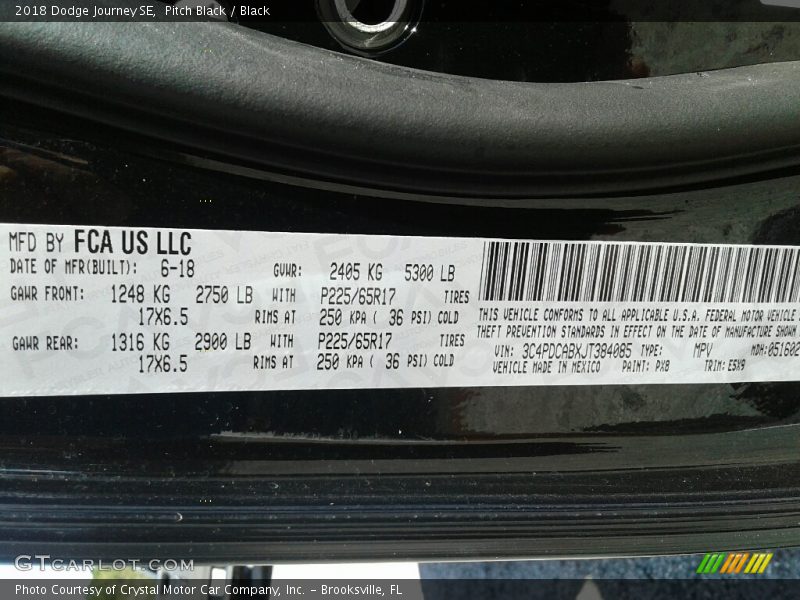 2018 Dodge Journey SE, Pitch Black / Black
MFD BY FCA US LLC
DATE OF MFR(BUILT): 6-18 GVWR: 2405 KG 5300 LB
GAWR FRONT: 1248 KG 2750 LB WITH P225/65R17 TIRES
17X6.5 RIMS AT 250 KPA ( 36 PSI) COLD
GAWR REAR: 1316 KG 2900 LB WITH P225/65R17 TIRES
17X6.5 RIMS AT 250 KPA ( 36 PSI) COLD
THIS VEHICLE CONFORMS TO ALL APPLICABLE U.S.A. FEDERAL MOTOR VEHICLE
THEFT PREVENTION STANDARDS IN EFFECT ON THE DATE OF MANUFACTURE SHOWN
VIN: 3C4PDCABXJT384085 TYPE: MPV MDH: 051602
VEHICLE MADE IN MEXICO PAINT: PX8 TRIM: E5X9
GTCARLOT.COM
Photo Courtesy of Crystal Motor Car Company, Inc. – Brooksville, FL